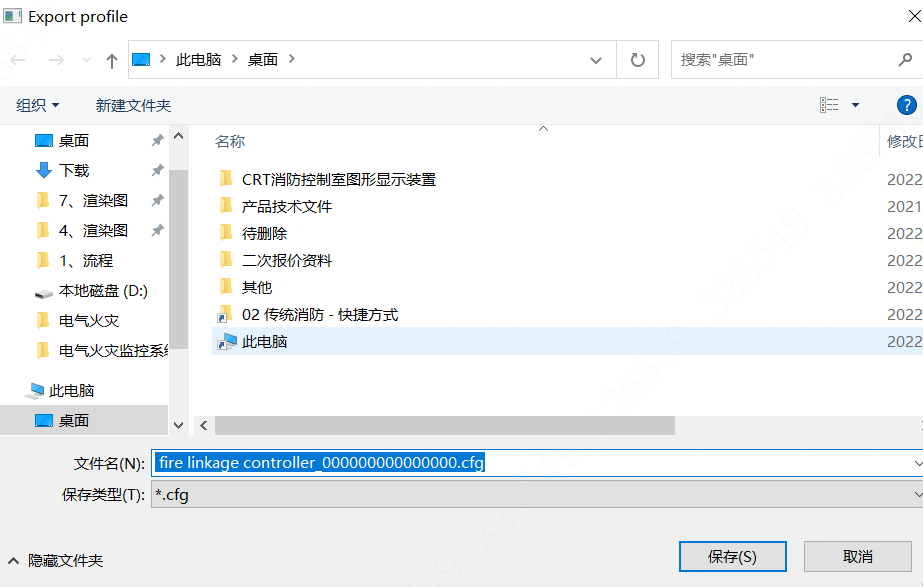 Export profile
此电脑 桌面
搜索"桌面"
组织 新建文件夹
桌面
下载
7、渲染图
4、渲染图
1、流程
本地磁盘 (D:)
电气火灾
电气火灾监控系
此电脑
桌面
名称 修改
CRT消防控制室图形显示装置 2022
产品技术文件 2021
待删除 2022
二次报价资料 2022
其他 2022
02 传统消防 - 快捷方式 2022
此电脑 2022
文件名(N): fire linkage controller_000000000000000.cfg
保存类型(T): *.cfg
隐藏文件夹 保存(S) 取消
326549